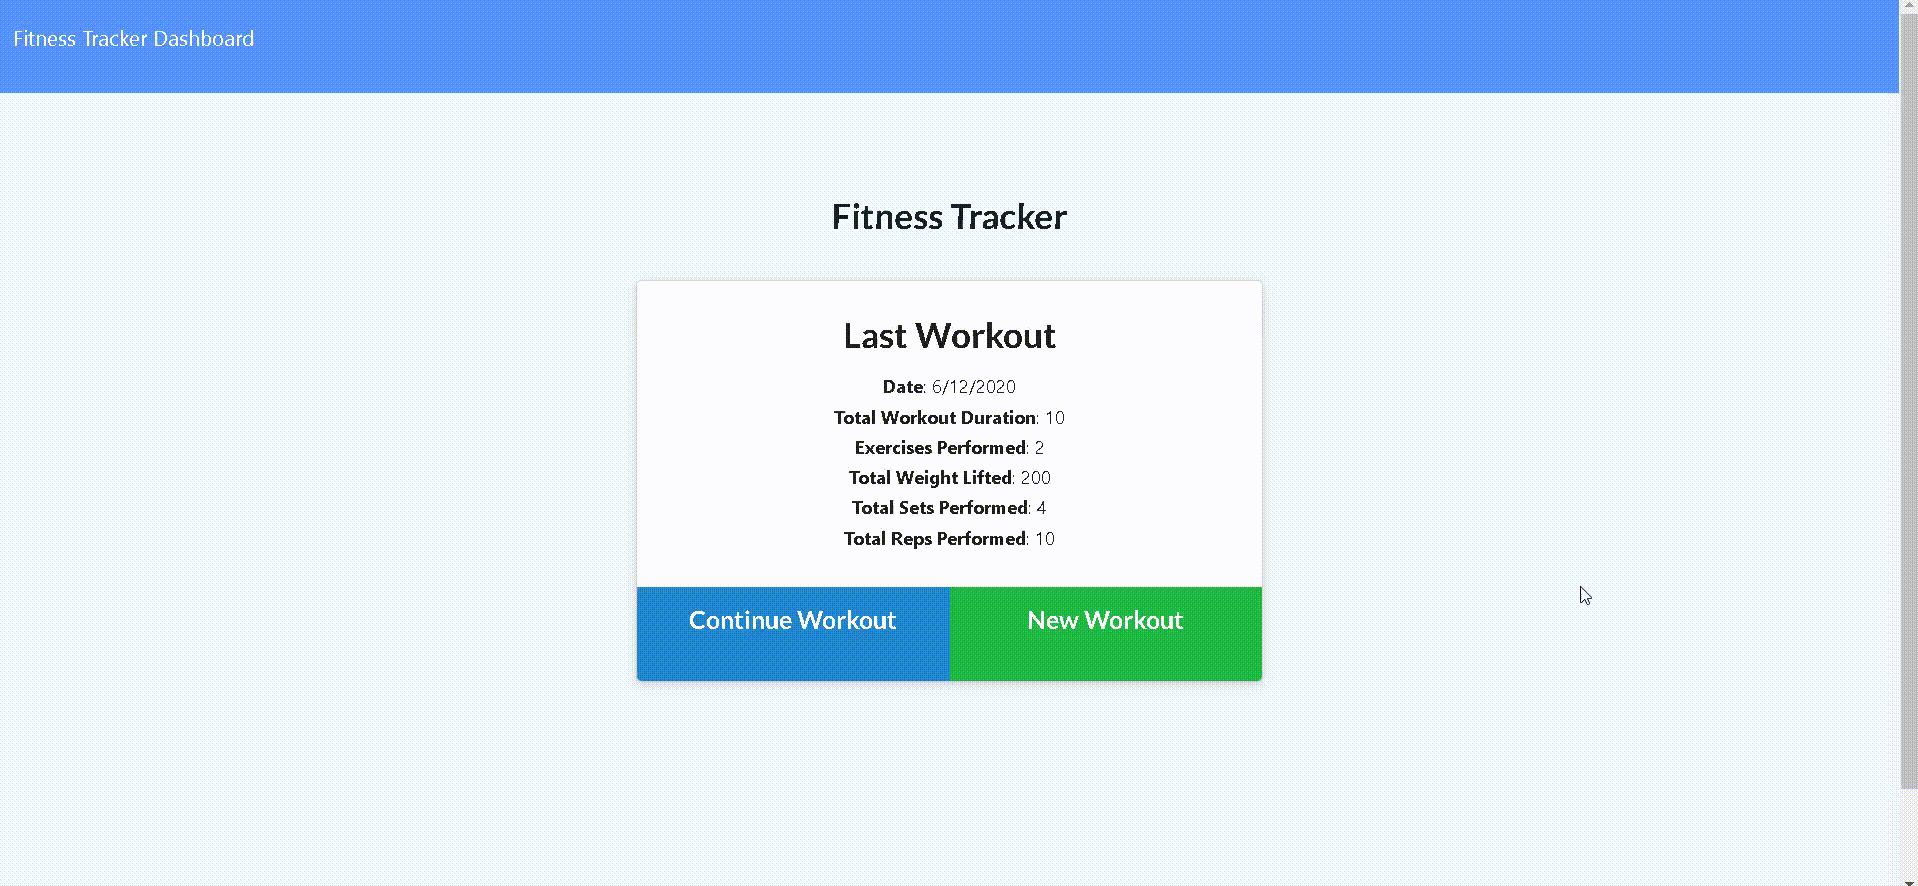 Fitness Tracker Dashboard
Fitness Tracker
Last Workout
Date: 6/12/2020
Total Workout Duration: 10
Exercises Performed: 2
Total Weight Lifted: 200
Total Sets Performed: 4
Total Reps Performed: 10
Continue Workout New Workout